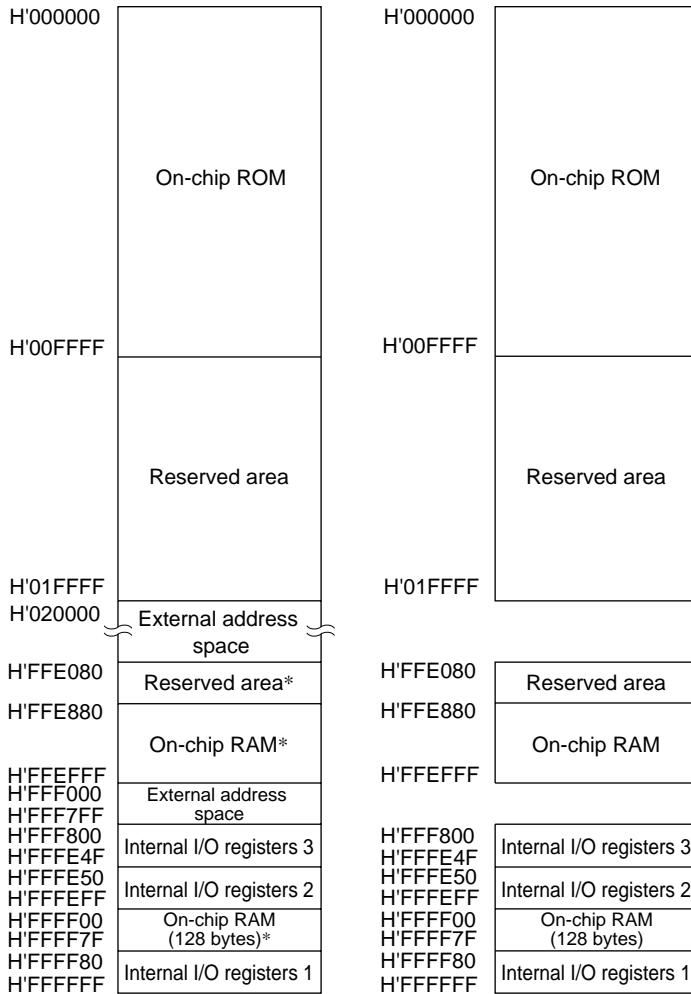 H'000000
On-chip ROM
H'00FFFF
Reserved area
H'01FFFF
H'020000
External address
space
H'FFE080
Reserved area*
H'FFE880
On-chip RAM*
H'FFEFFF
H'FFF000
External address
space
H'FFF7FF
H'FFF800
Internal I/O registers 3
H'FFFE4F
H'FFFE50
Internal I/O registers 2
H'FFFEFF
H'FFFF00
On-chip RAM
(128 bytes)*
H'FFFF7F
H'FFFF80
Internal I/O registers 1
H'FFFFFF
H'000000
On-chip ROM
H'00FFFF
Reserved area
H'01FFFF
H'FFE080
Reserved area
H'FFE880
On-chip RAM
H'FFEFFF
H'FFF800
Internal I/O registers 3
H'FFFE4F
H'FFFE50
Internal I/O registers 2
H'FFFEFF
H'FFFF00
On-chip RAM
(128 bytes)
H'FFFF7F
H'FFFF80
Internal I/O registers 1
H'FFFFFF